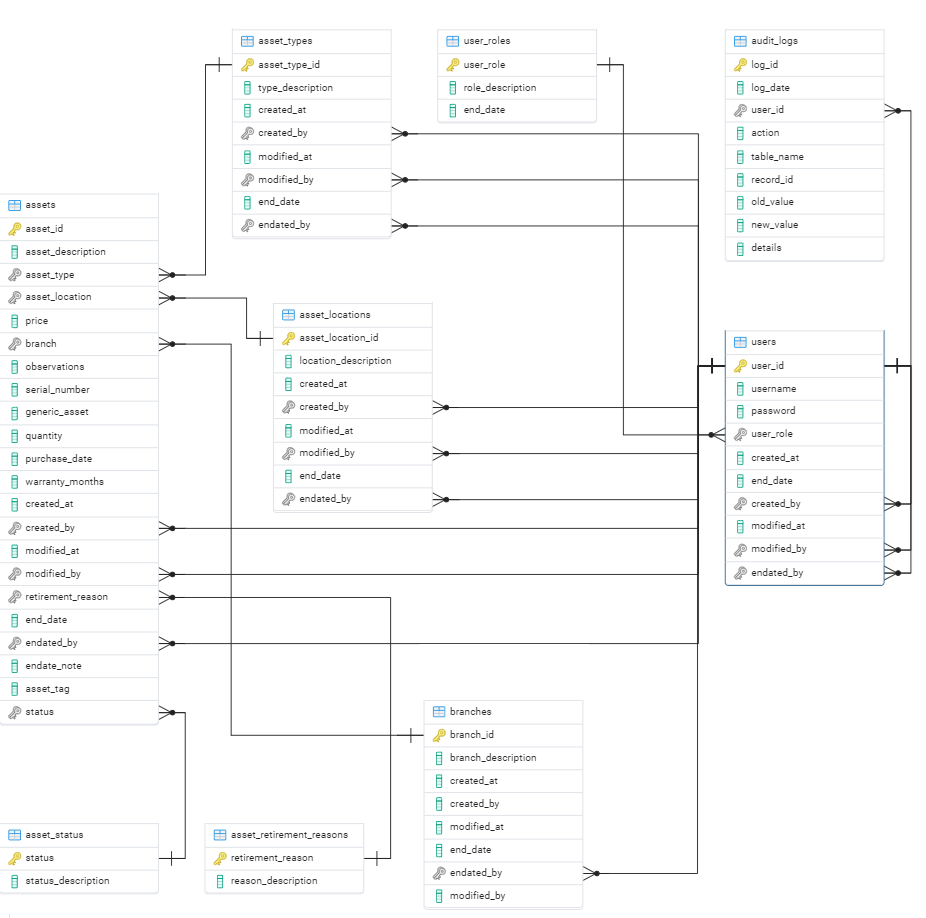 asset_types
asset_type_id
type_description
created_at
created_by
modified_at
modified_by
end_date
endated_by
user_roles
user_role
role_description
end_date
audit_logs
log_id
log_date
user_id
action
table_name
record_id
old_value
new_value
details
assets
asset_id
asset_description
asset_type
asset_location
price
branch
observations
serial_number
generic_asset
quantity
purchase_date
warranty_months
created_at
created_by
modified_at
modified_by
retirement_reason
end_date
endated_by
endate_note
asset_tag
status
asset_locations
asset_location_id
location_description
created_at
created_by
modified_at
modified_by
end_date
endated_by
users
user_id
username
password
user_role
created_at
end_date
created_by
modified_at
modified_by
endated_by
branches
branch_id
branch_description
created_at
created_by
modified_at
end_date
endated_by
modified_by
asset_status
status
status_description
asset_retirement_reasons
retirement_reason
reason_description